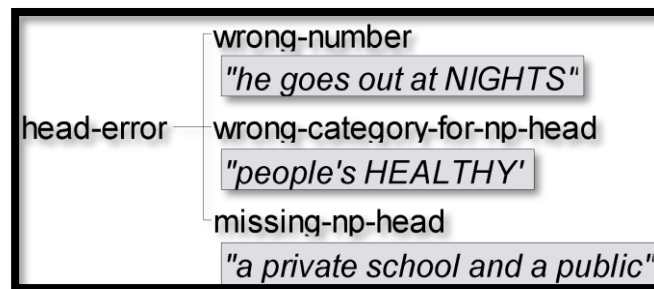 wrong-number
"he goes out at NIGHTS"
head-error
wrong-category-for-np-head
"people's HEALTHY'
missing-np-head
"a private school and a public"